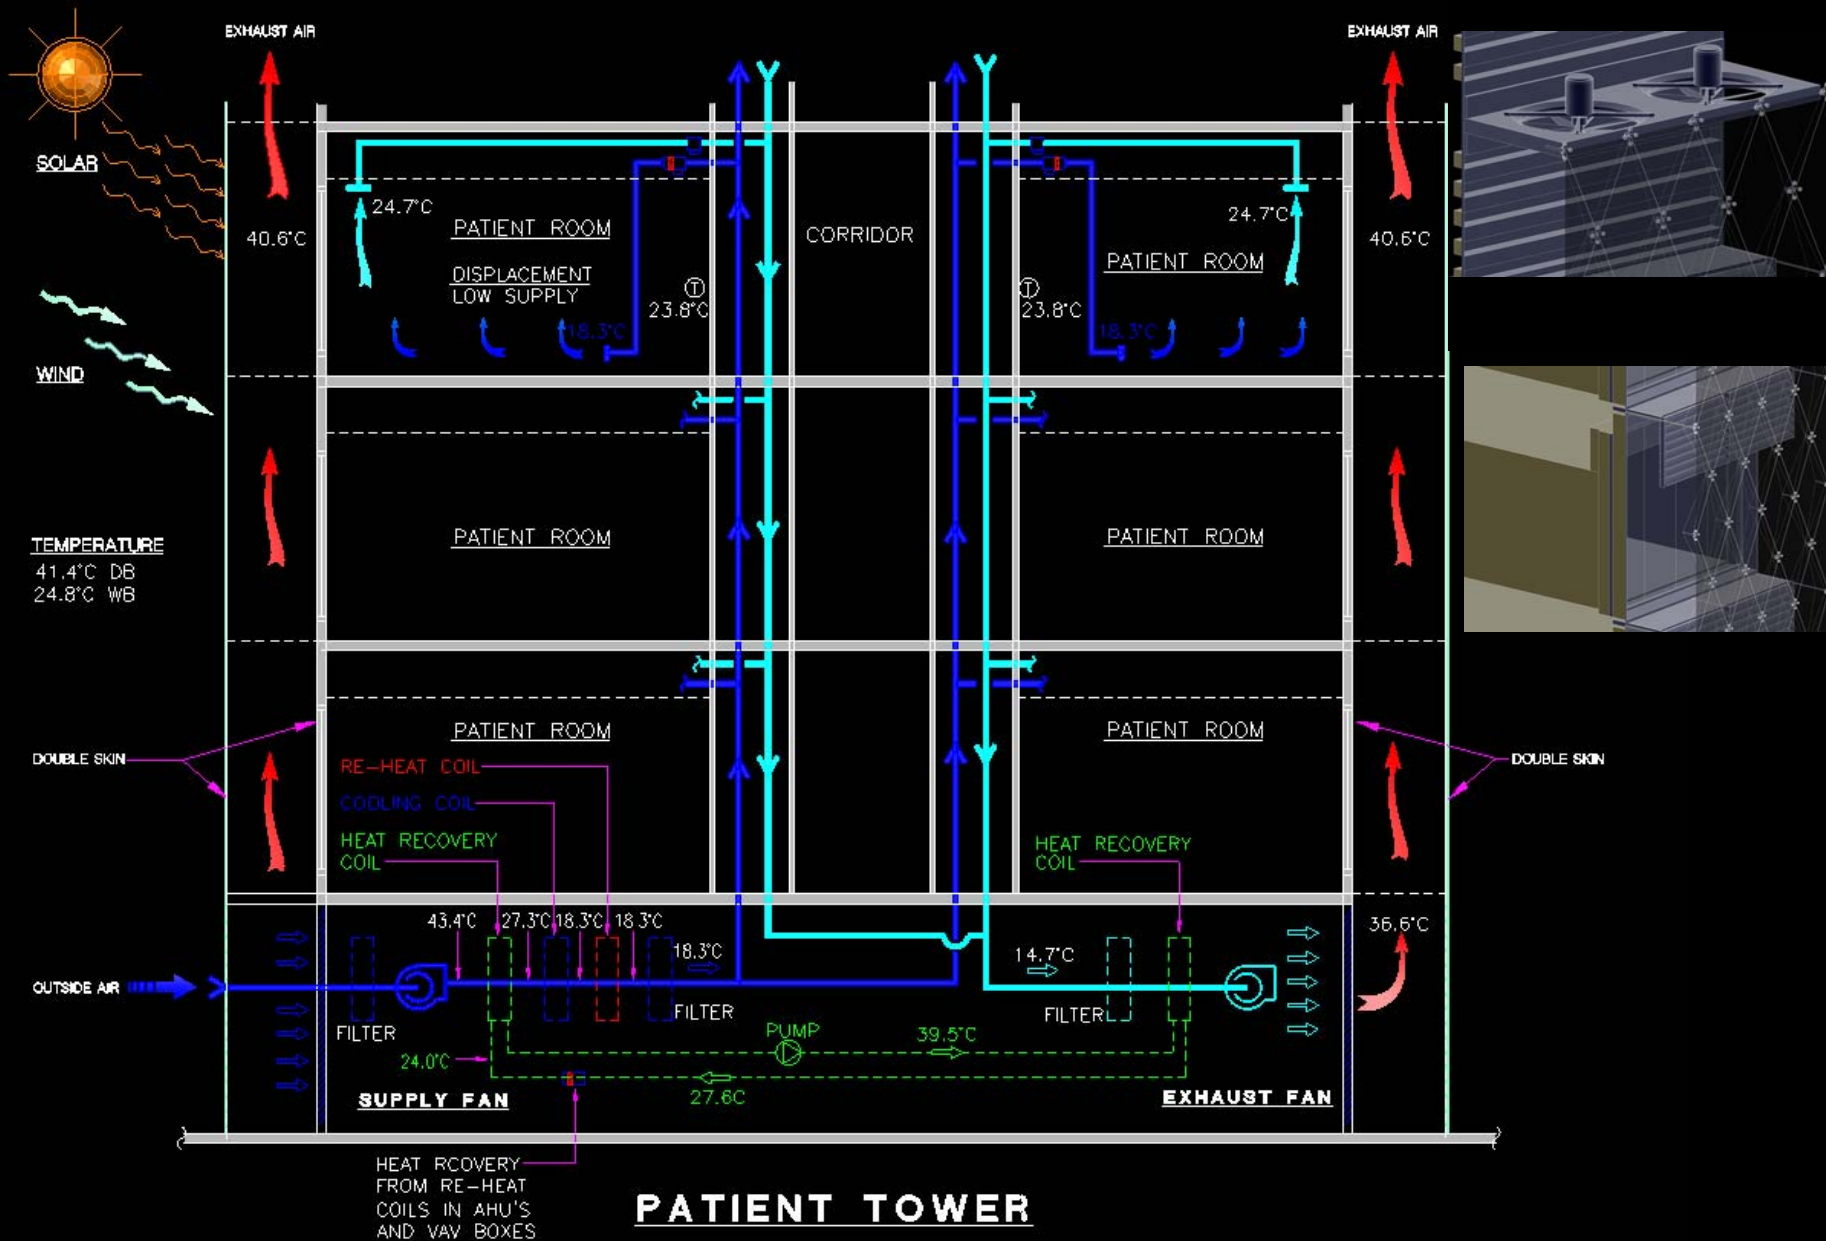 EXHAUST AIR
EXHAUST AIR
SOLAR
24.7°C
24.7°C
PATIENT ROOM
CORRIDOR
40.6°C
40.6°C
PATIENT ROOM
DISPLACEMENT
LOW SUPPLY
T
T
23.8°C
23.8°C
18.3°C
18.3°C
WIND
PATIENT ROOM
PATIENT ROOM
TEMPERATURE
41.4°C DB
24.8°C WB
PATIENT ROOM
PATIENT ROOM
DOUBLE SKIN
DOUBLE SKIN
RE-HEAT COIL
COOLING COIL
HEAT RECOVERY
COIL
HEAT RECOVERY
COIL
43.4°C
27.3°C
18.3°C
18.3°C
36.6°C
18.3°C
14.7°C
OUTSIDE AIR
FILTER
FILTER
FILTER
PUMP
39.5°C
24.0°C
27.6C
SUPPLY FAN
EXHAUST FAN
HEAT RCOVERY
FROM RE-HEAT
COILS IN AHU'S
AND VAV BOXES
PATIENT TOWER